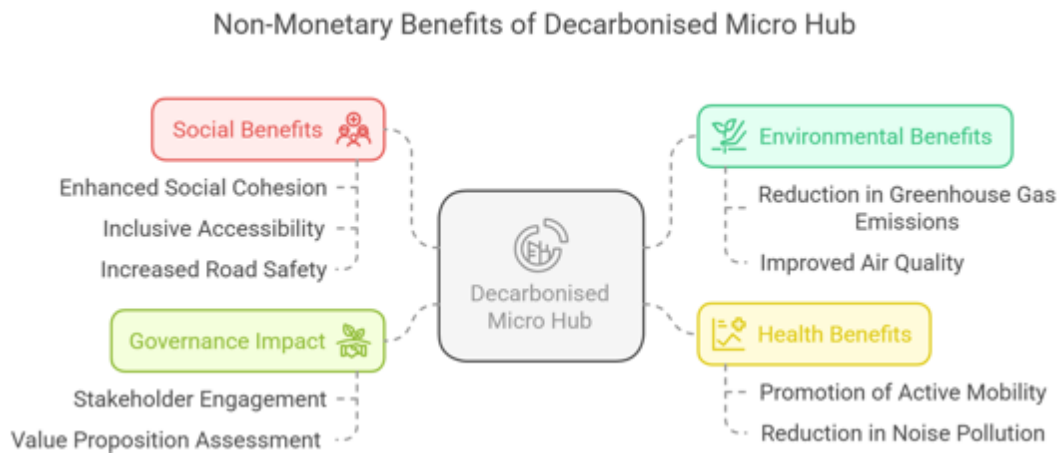 Non-Monetary Benefits of Decarbonised Micro Hub
Social Benefits
Enhanced Social Cohesion
Inclusive Accessibility
Increased Road Safety
Governance Impact
Stakeholder Engagement
Value Proposition Assessment
Decarbonised
Micro Hub
Environmental Benefits
Reduction in Greenhouse Gas
Emissions
Improved Air Quality
Health Benefits
Promotion of Active Mobility
Reduction in Noise Pollution